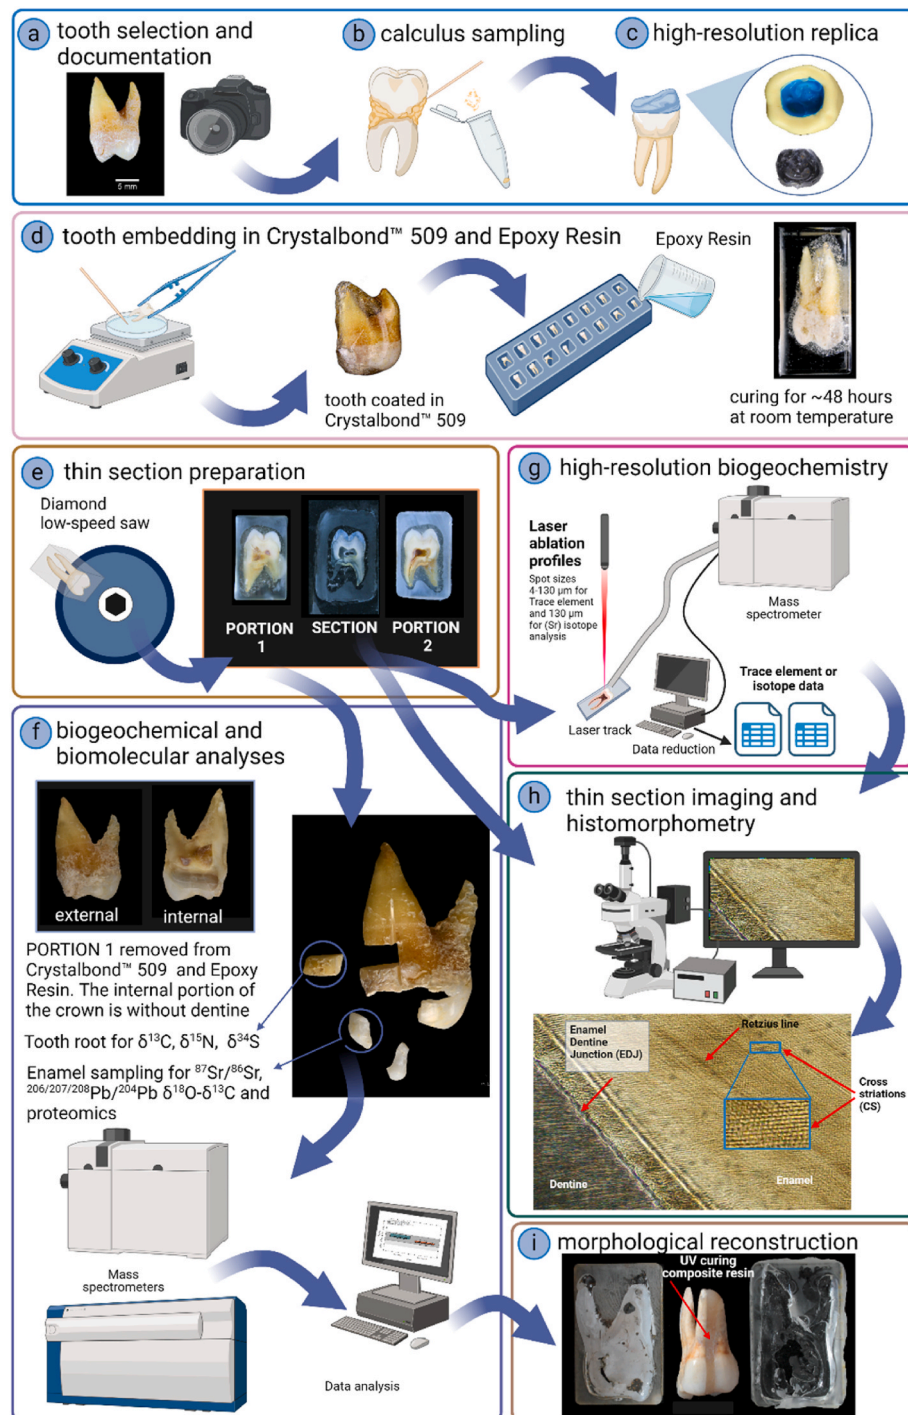 a tooth selection and
documentation
5 mm
b calculus sampling
c high-resolution replica
d tooth embedding in Crystalbond™ 509 and Epoxy Resin
Epoxy Resin
tooth coated in
Crystalbond™ 509
curing for ~48 hours
at room temperature
e thin section preparation
Diamond
low-speed saw
PORTION
1
SECTION
PORTION
2
g high-resolution biogeochemistry
Laser
ablation
profiles
Spot sizes
4-130 µm for
Trace element
and 130 µm
for (Sr) isotope
analysis
Mass
spectrometer
Laser track
Data reduction
Trace element or
isotope data
f biogeochemical and
biomolecular analyses
external
internal
PORTION 1 removed from
Crystalbond™ 509 and Epoxy
Resin. The internal portion of
the crown is without dentine
Tooth root for δ¹³C, δ¹⁵N, δ³⁴S
Enamel sampling for ⁸⁷Sr/⁸⁶Sr,
²⁰⁶/²⁰⁷/²⁰⁸Pb/²⁰⁴Pb δ¹⁸O-δ¹³C and
proteomics
Mass
spectrometers
Data analysis
h thin section imaging and
histomorphometry
Enamel
Dentine
Junction (EDJ)
Retzius line
Cross
striations
(CS)
Dentine
Enamel
i morphological reconstruction
UV curing
composite resin